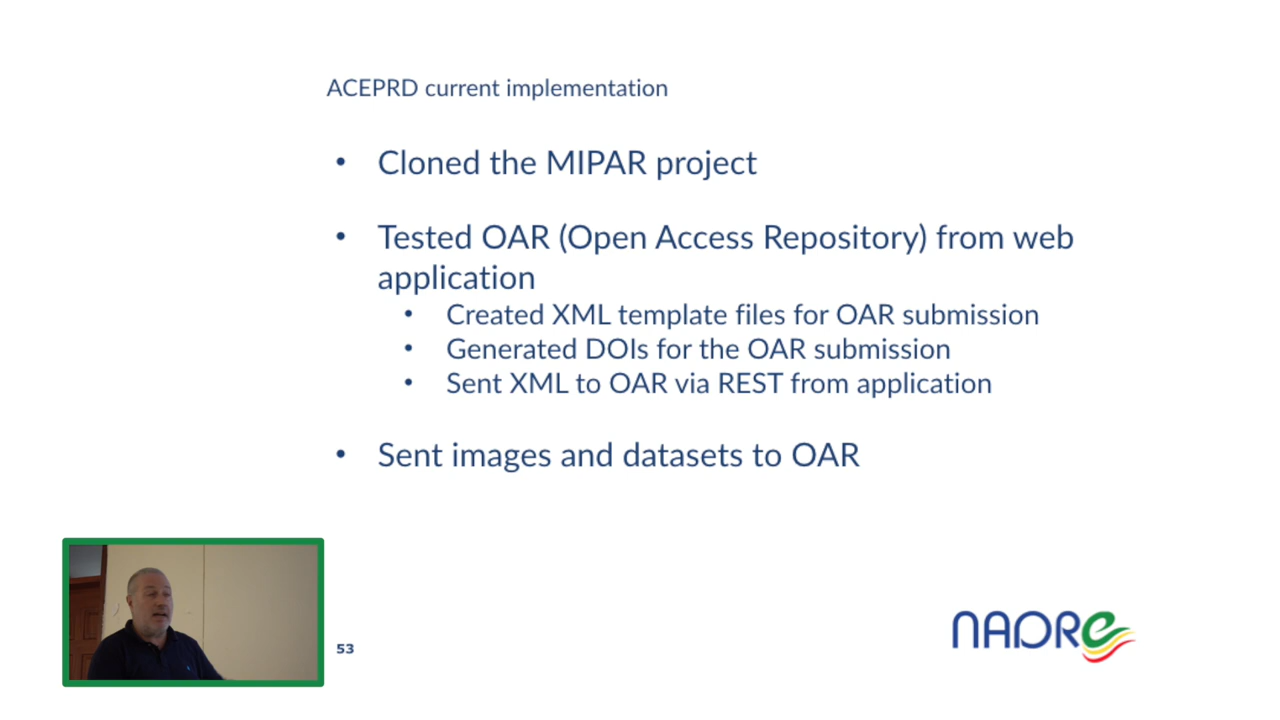 ACEPRD current implementation
• Cloned the MIPAR project
• Tested OAR (Open Access Repository) from web
application
• Created XML template files for OAR submission
• Generated DOIs for the OAR submission
• Sent XML to OAR via REST from application
• Sent images and datasets to OAR
53
NADRe